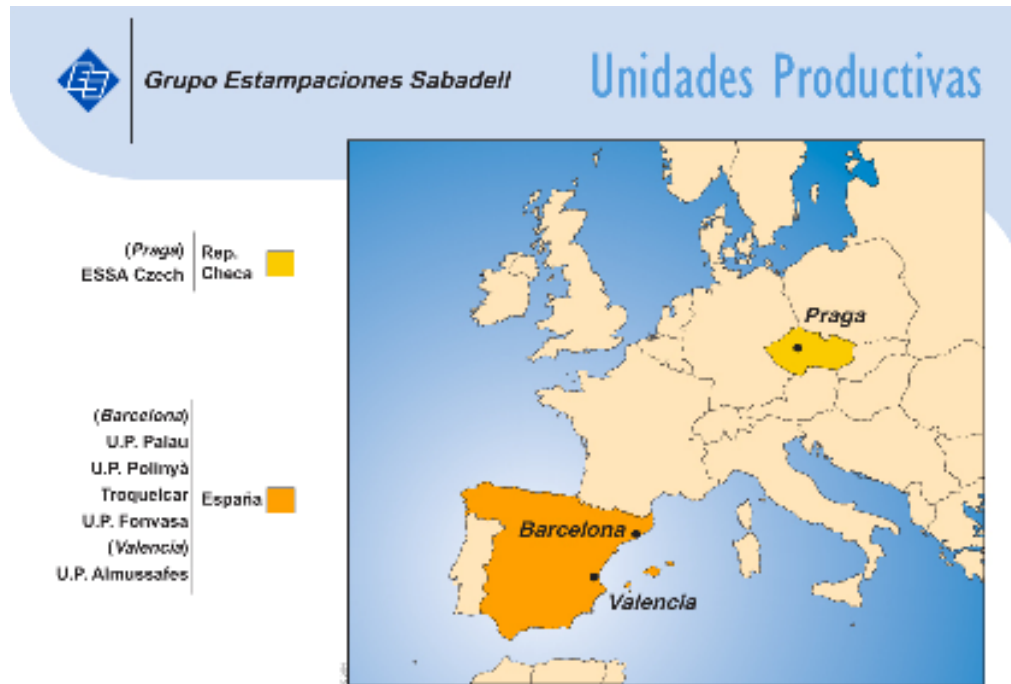 Grupo Estampaciones Sabadell
Unidades Productivas
(Praga)
ESSA Czech
Rep.
Checa
(Barcelona)
U.P. Palau
U.P. Polinyà
Troquelcar
U.P. Fonvasa
(Valencia)
U.P. Almussafes
España
Praga
Barcelona
Valencia